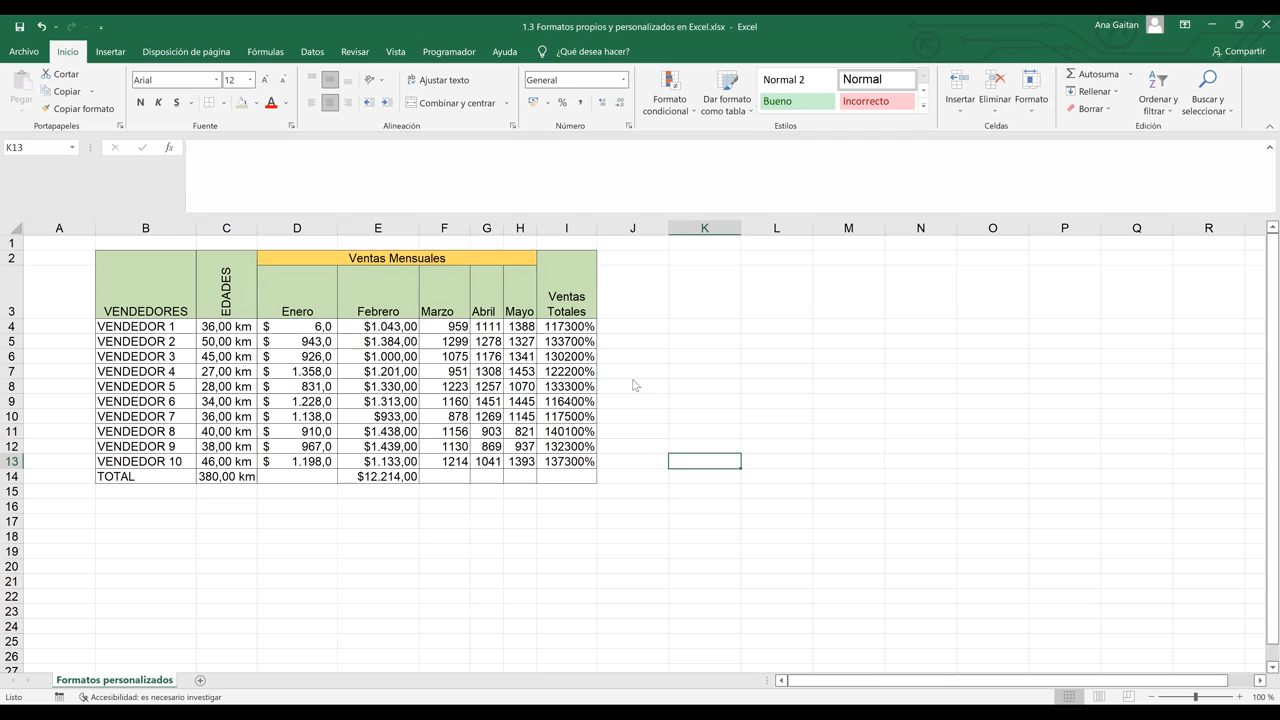 1.3 Formatos propios y personalizados en Excel.xlsx - Excel
Ana Gaitan
Archivo Inicio Insertar Disposición de página Fórmulas Datos Revisar Vista Programador Ayuda ¿Qué desea hacer? Compartir
Pegar
Cortar
Copiar
Copiar formato
Portapapeles
Arial 12
N K S A
Fuente
Ajustar texto
Combinar y centrar
Alineación
General
% ,
Número
Formato condicional
Dar formato como tabla
Normal 2 Normal
Bueno Incorrecto
Estilos
Insertar Eliminar Formato
Celdas
Autosuma
Rellenar
Borrar
Ordenar y filtrar
Buscar y seleccionar
Edición
K13 fx
A B C D E F G H I J K L M N O P Q R
1
2 Ventas Mensuales
3 VENDEDORES EDADES Enero Febrero Marzo Abril Mayo Ventas Totales
4 VENDEDOR 1 36,00 km $ 6,0 $1.043,00 959 1111 1388 117300%
5 VENDEDOR 2 50,00 km $ 943,0 $1.384,00 1299 1278 1327 133700%
6 VENDEDOR 3 45,00 km $ 926,0 $1.000,00 1075 1176 1341 130200%
7 VENDEDOR 4 27,00 km $ 1.358,0 $1.201,00 951 1308 1453 122200%
8 VENDEDOR 5 28,00 km $ 831,0 $1.330,00 1223 1257 1070 133300%
9 VENDEDOR 6 34,00 km $ 1.228,0 $1.313,00 1160 1451 1445 116400%
10 VENDEDOR 7 36,00 km $ 1.138,0 $933,00 878 1269 1145 117500%
11 VENDEDOR 8 40,00 km $ 910,0 $1.438,00 1156 903 821 140100%
12 VENDEDOR 9 38,00 km $ 967,0 $1.439,00 1130 869 937 132300%
13 VENDEDOR 10 46,00 km $ 1.198,0 $1.133,00 1214 1041 1393 137300%
14 TOTAL 380,00 km $12.214,00
15
16
17
18
19
20
21
22
23
24
25
26
27
Formatos personalizados
Listo Accesibilidad: es necesario investigar 100 %